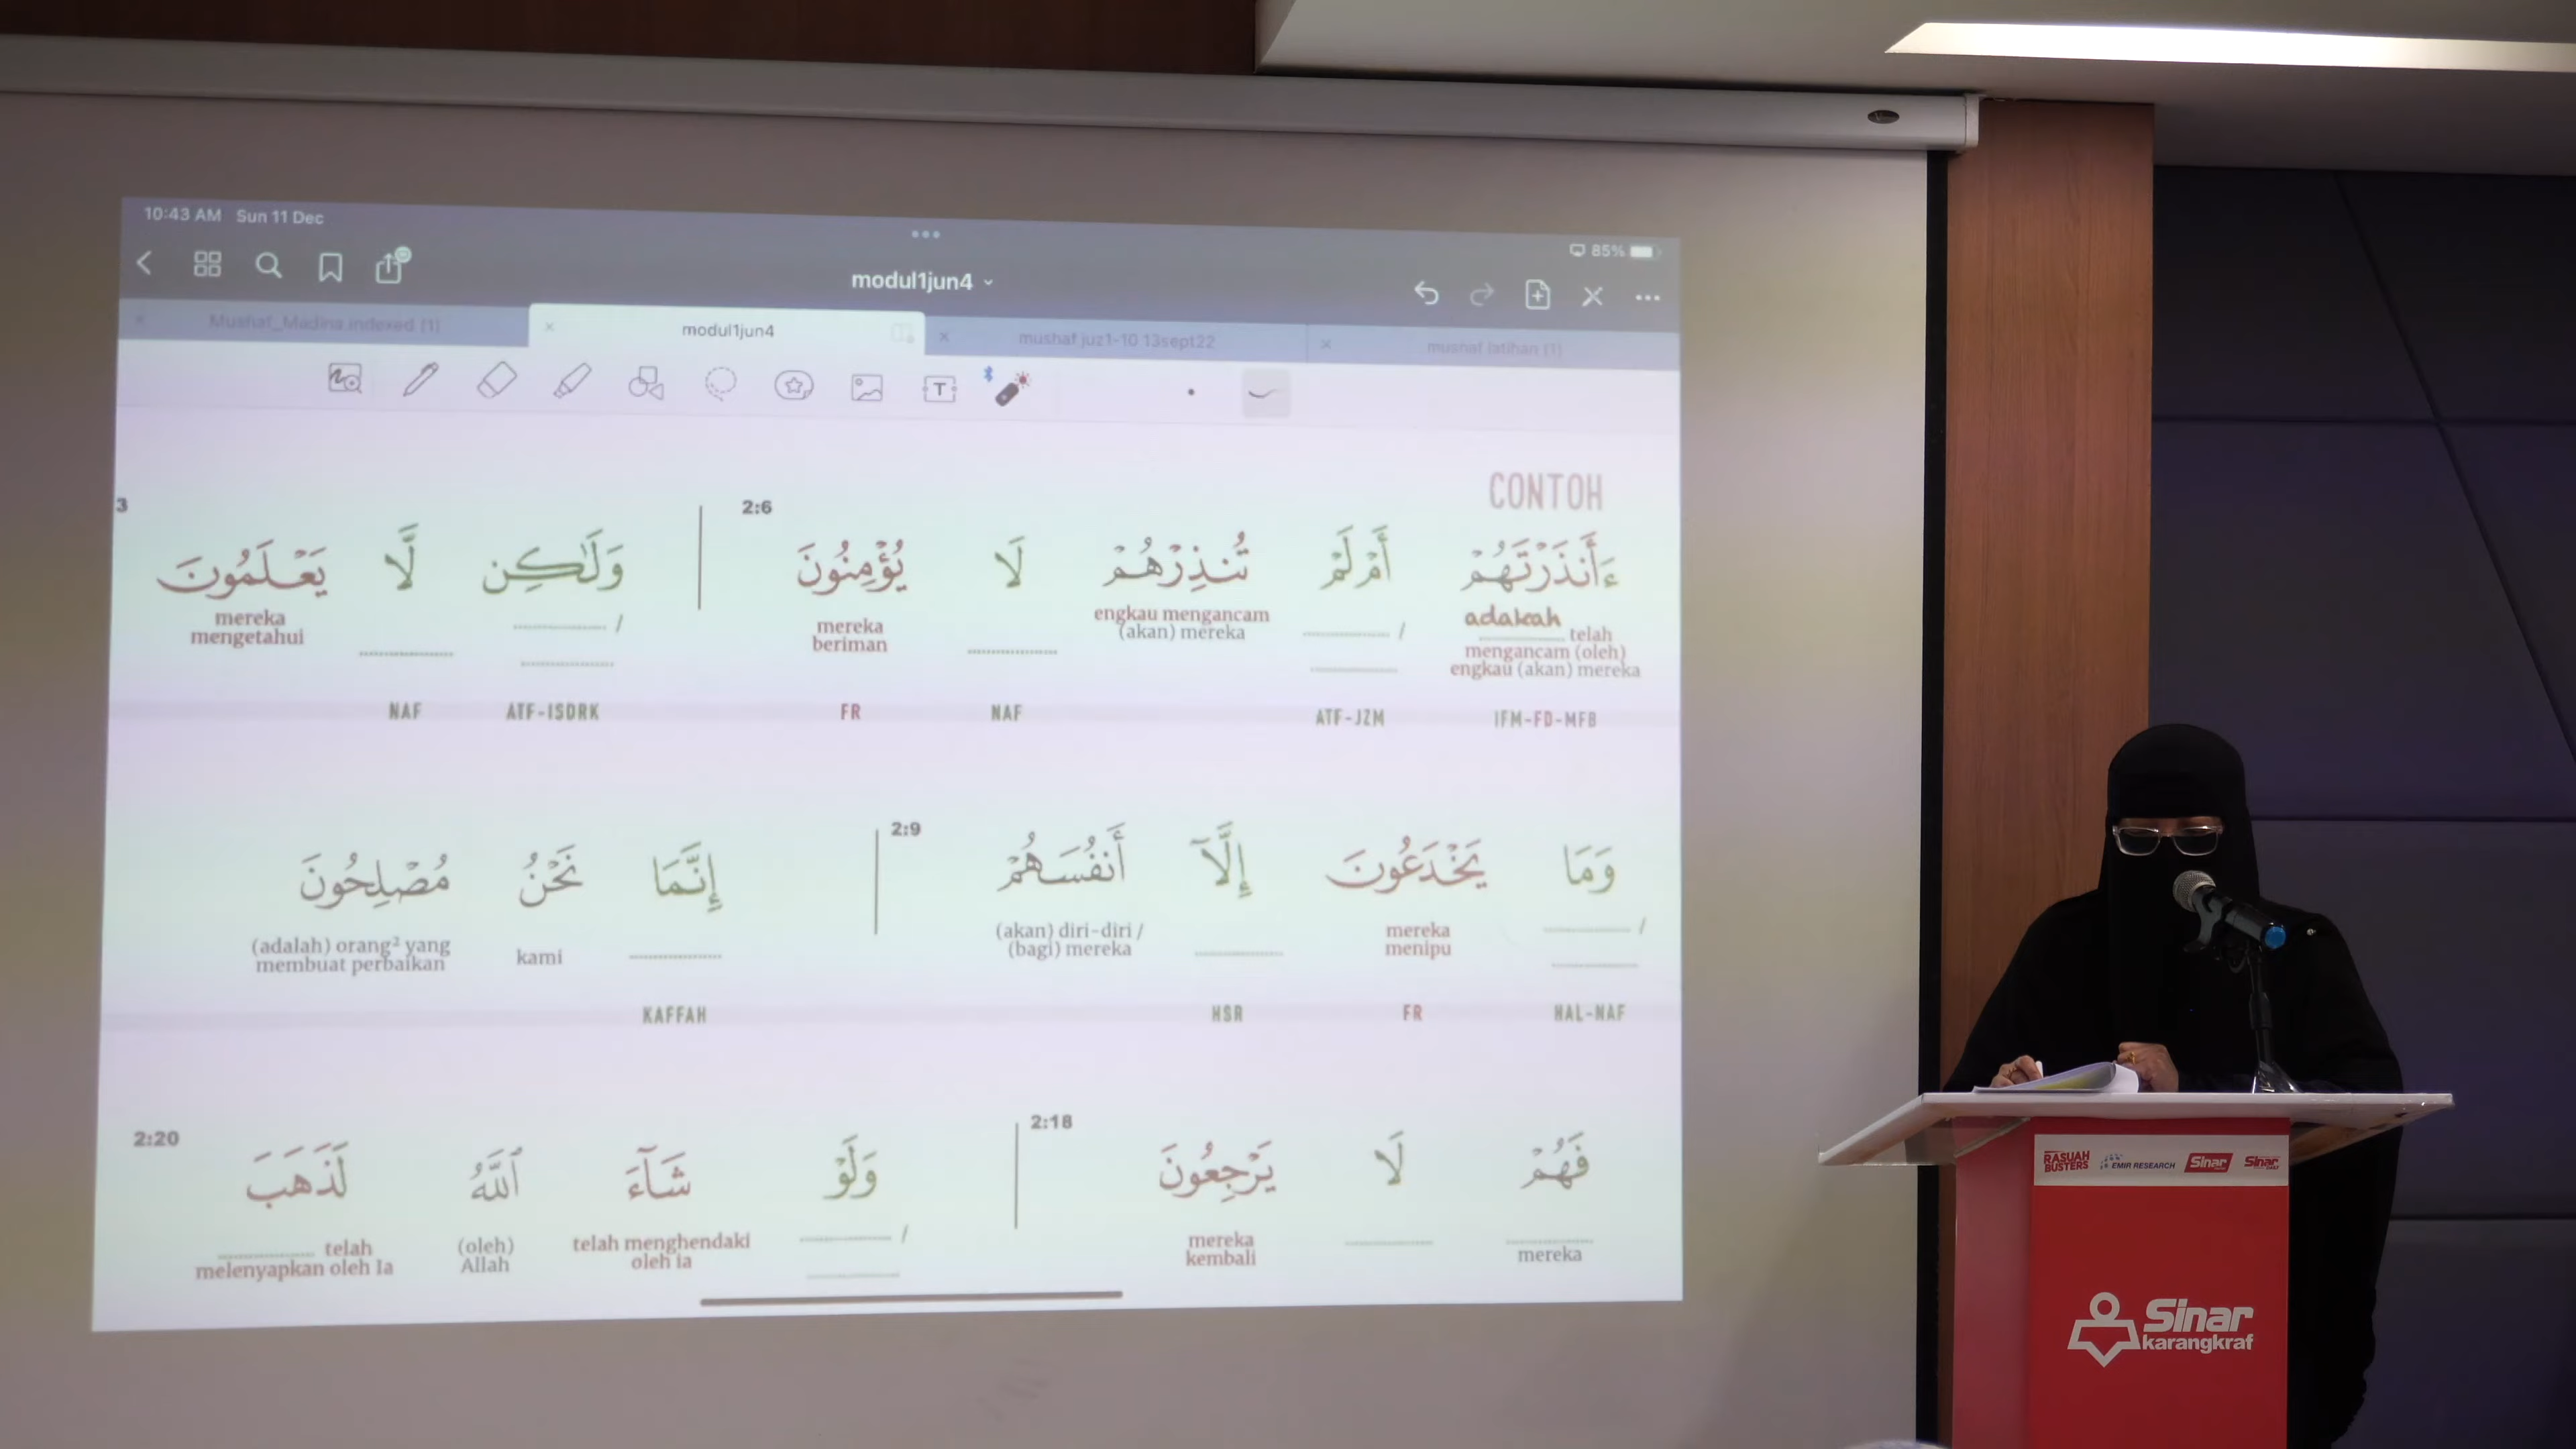 10:43 AM Sun 11 Dec
85%
modul1jun4
Mushaf_Madina indexed (1)
modul1jun4
mushaf juz1-10 13sept22
mushaf latihan (1)
CONTOH
ءَأَنذَرْتَهُمْ أَمْ لَمْ تُنذِرْهُمْ لَا يُؤْمِنُونَ 2:6
adakah
telah
mengancam (oleh)
engkau (akan) mereka
/
engkau mengancam
(akan) mereka
mereka
beriman
IFM-FD-MFB ATF-JZM NAF FR
وَلَٰكِن لَّا يَعْلَمُونَ 3
/
mereka
mengetahui
ATF-ISDRK NAF
وَمَا يَخْدَعُونَ إِلَّآ أَنفُسَهُمْ 2:9
/
mereka
menipu
(akan) diri-diri /
(bagi) mereka
HAL-NAF FR HSR
إِنَّمَا نَحْنُ مُصْلِحُونَ
kami
(adalah) orang² yang
membuat perbaikan
KAFFAH
فَهُمْ لَا يَرْجِعُونَ 2:18
mereka
mereka
kembali
وَلَوْ شَآءَ ٱللَّهُ لَذَهَبَ 2:20
/
telah menghendaki
oleh ia
(oleh)
Allah
telah
melenyapkan oleh Ia
RASUAH
BUSTERS
EMIR RESEARCH
Sinar
Sinar
Sinar
karangkraf